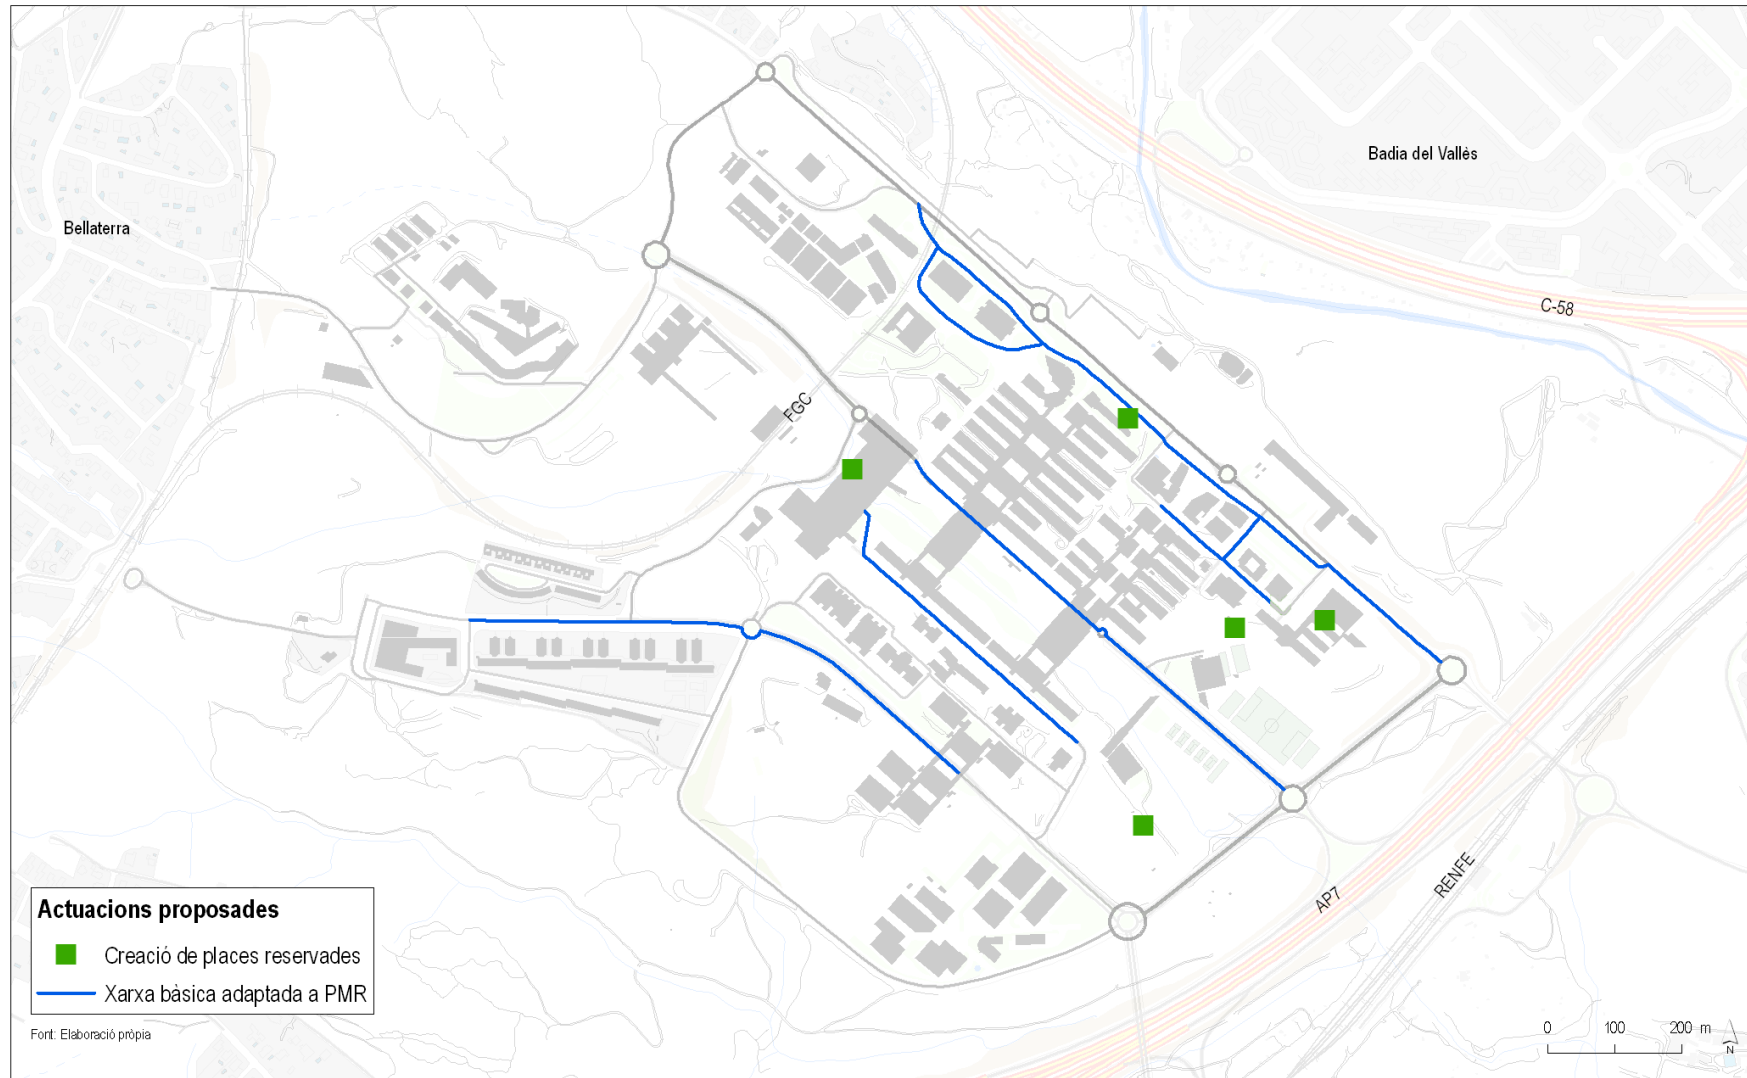 Badia del Vallès
Bellaterra
C-58
FGC
AP7
RENFE
Actuacions proposades
Creació de places reservades
Xarxa bàsica adaptada a PMR
Font: Elaboració pròpia
0 100 200 m
N